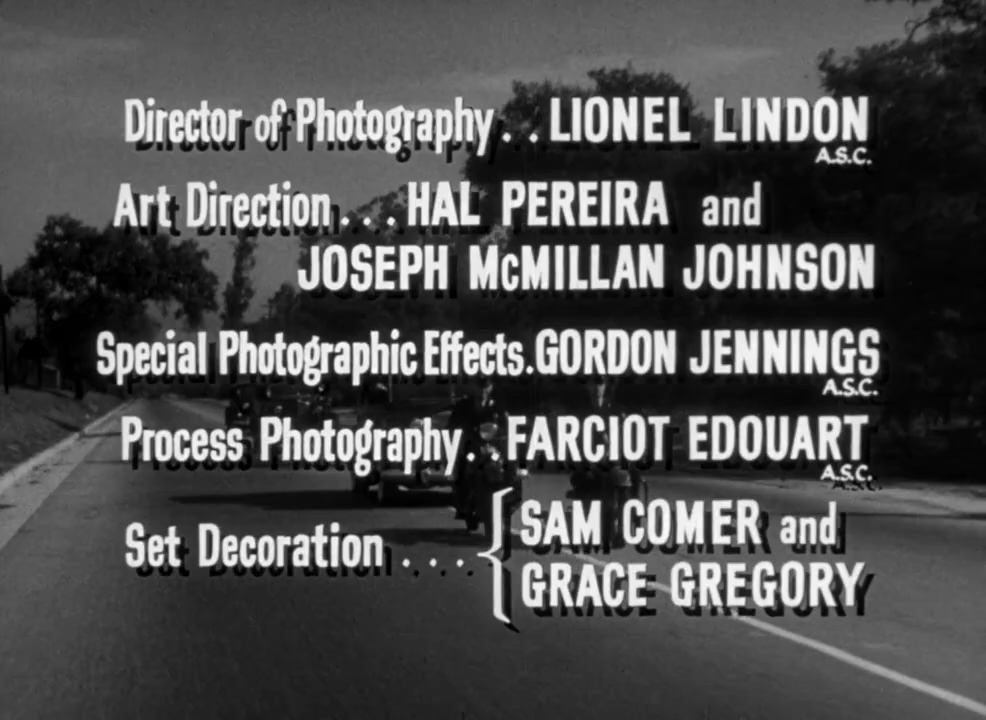 Director of Photography . . LIONEL LINDON
A.S.C.
Art Direction . . . HAL PEREIRA and
JOSEPH McMILLAN JOHNSON
Special Photographic Effects . GORDON JENNINGS
A.S.C.
Process Photography . . FARCIOT EDOUART
A.S.C.
Set Decoration . . . . { SAM COMER and
GRACE GREGORY